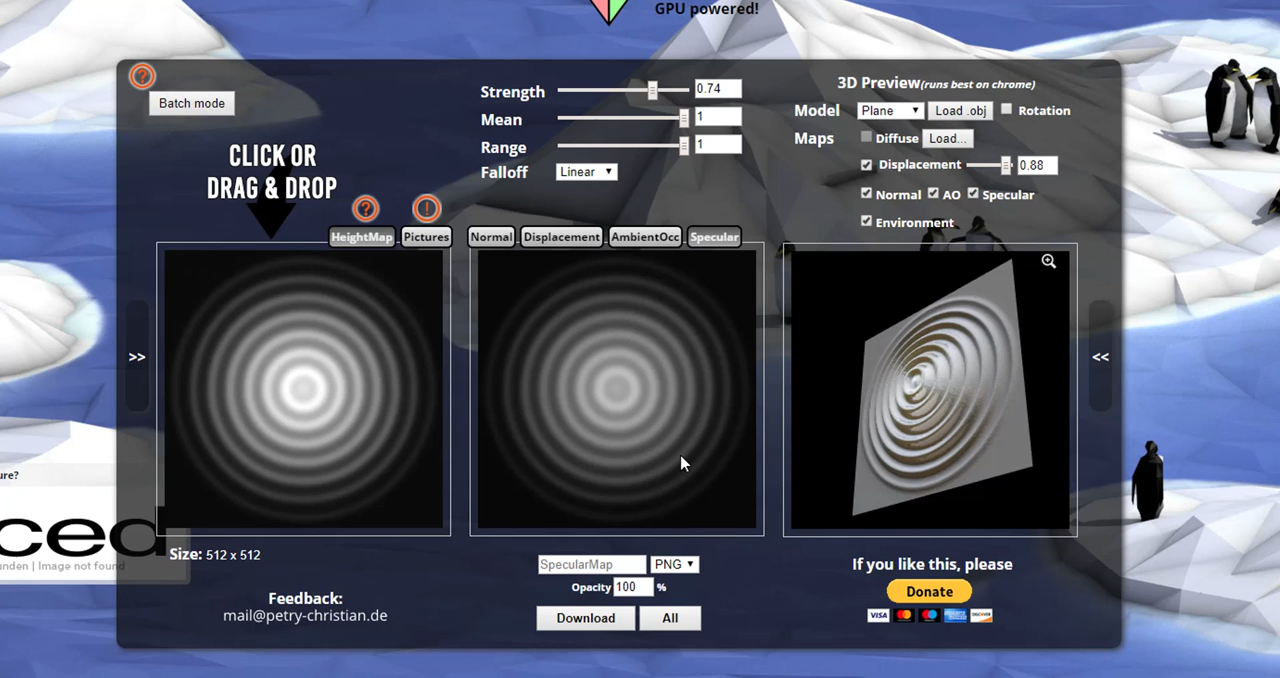 GPU powered!
?
Batch mode
Strength
0.74
Mean
1
Range
1
Falloff
Linear
3D Preview(runs best on chrome)
Model
Plane
Load .obj
Rotation
Maps
Diffuse
Load...
Displacement
0.88
Normal
AO
Specular
Environment
CLICK OR
DRAG & DROP
?
!
HeightMap
Pictures
Normal
Displacement
AmbientOcc
Specular
>>
<<
ure?
ced
unden | Image not found
Size: 512 x 512
SpecularMap
PNG
Opacity 100 %
Download
All
Feedback:
mail@petry-christian.de
If you like this, please
Donate
VISA
DISCOVER